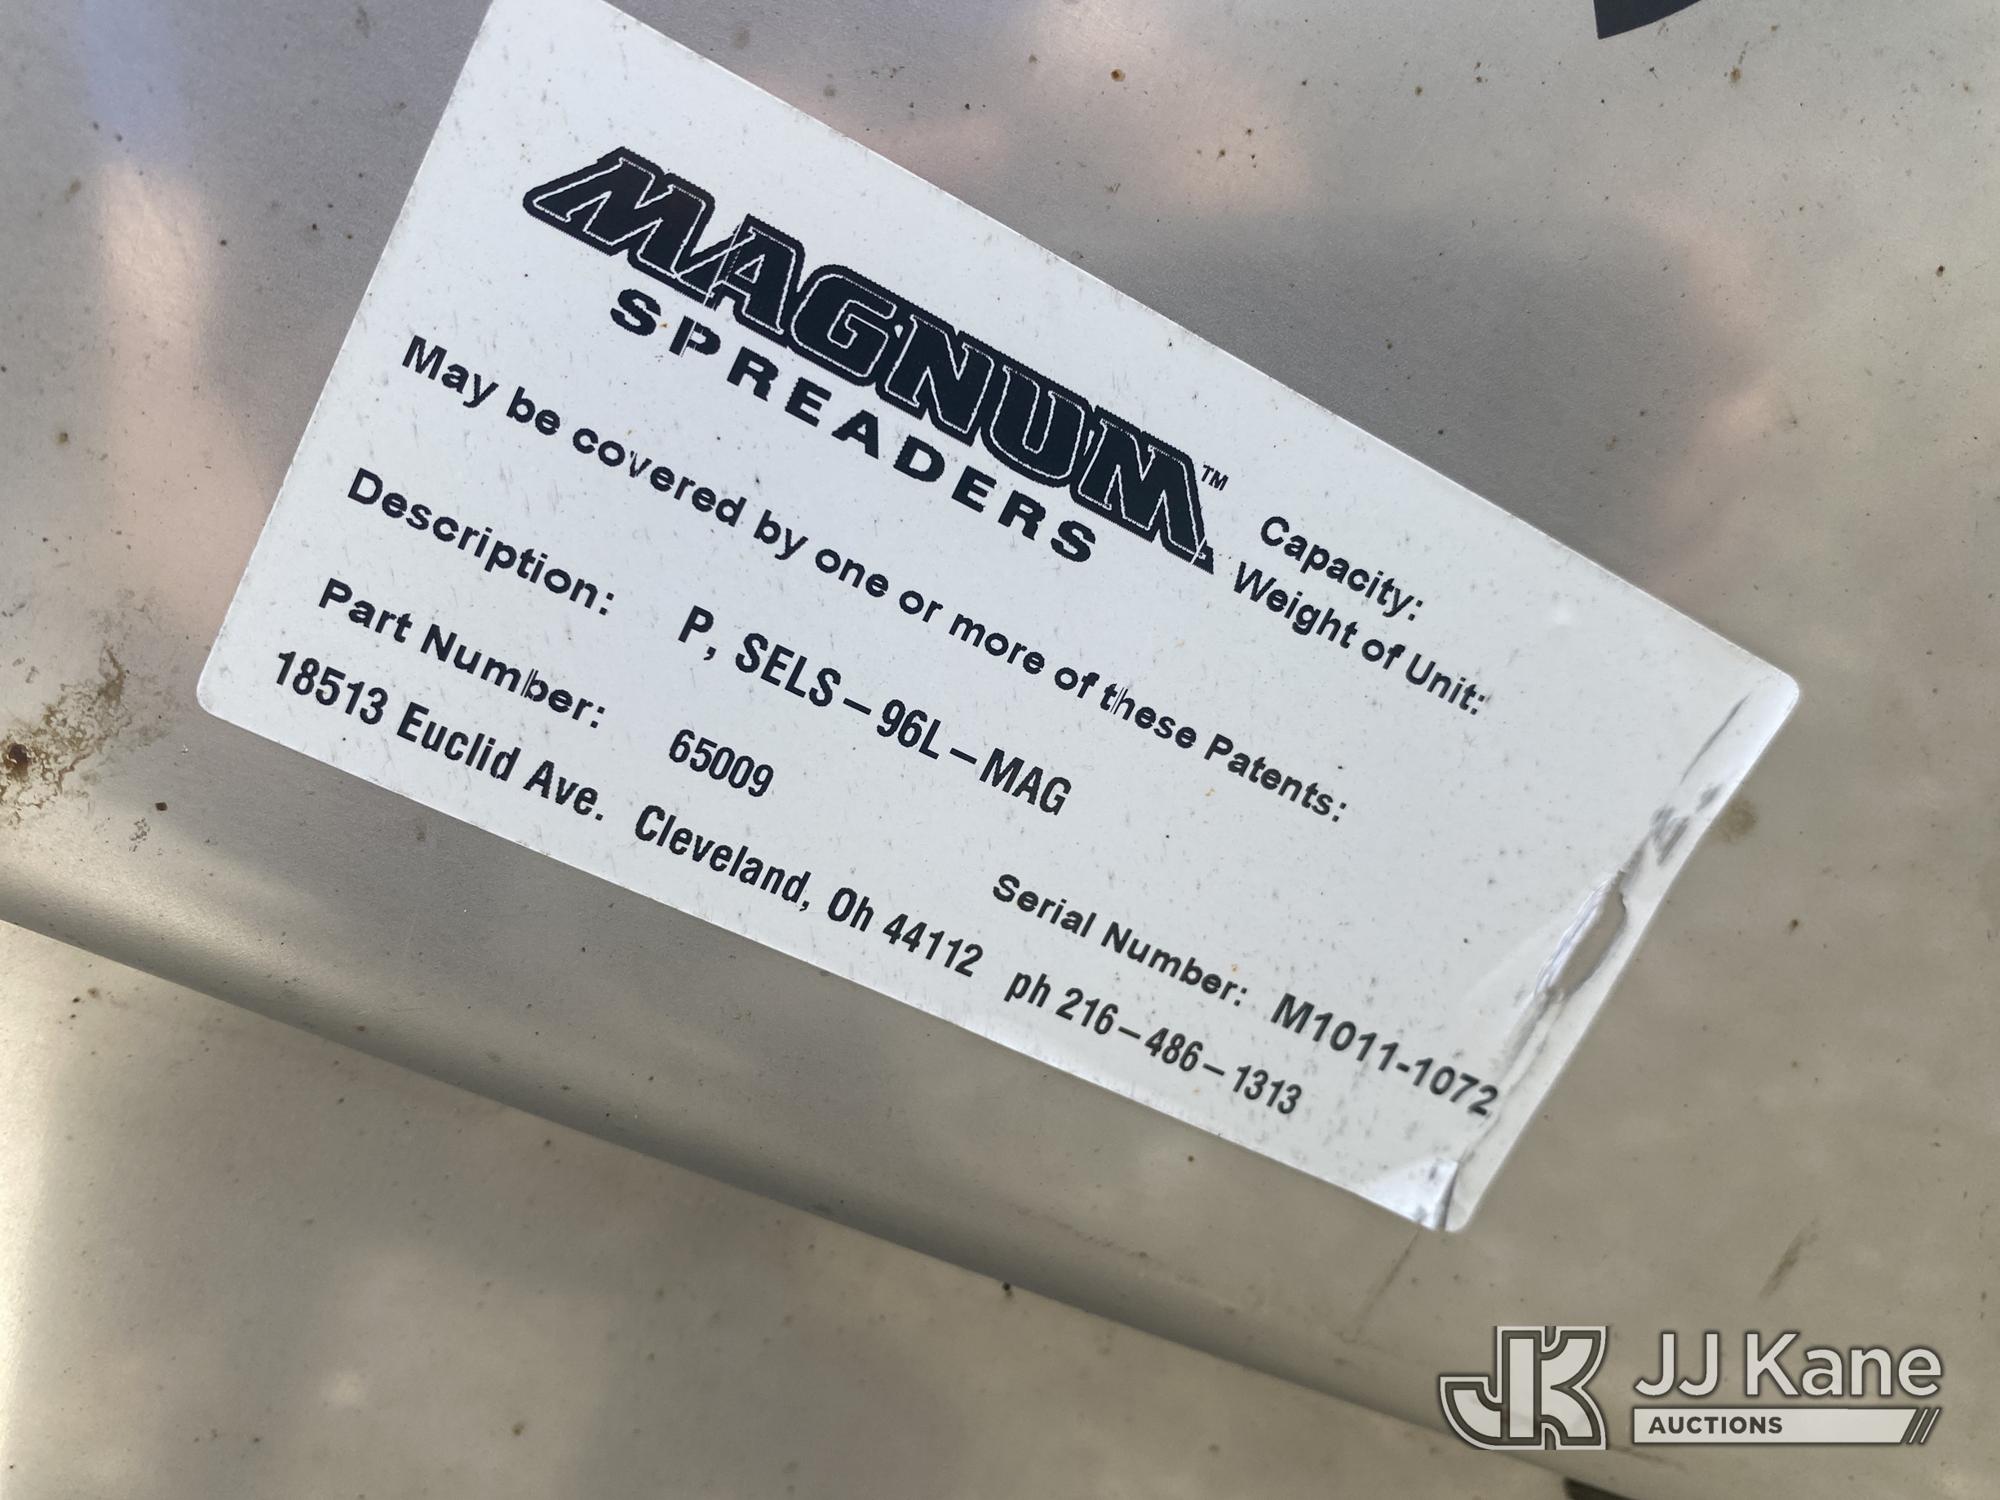 MAGNUM™
SPREADERS
Capacity:
Weight of Unit:
May be covered by one or more of these Patents:
Description: P, SELS-96L-MAG
Part Number: 65009
Serial Number: M1011-1072
18513 Euclid Ave. Cleveland, Oh 44112 ph 216-486-1313
JK JJ Kane
AUCTIONS